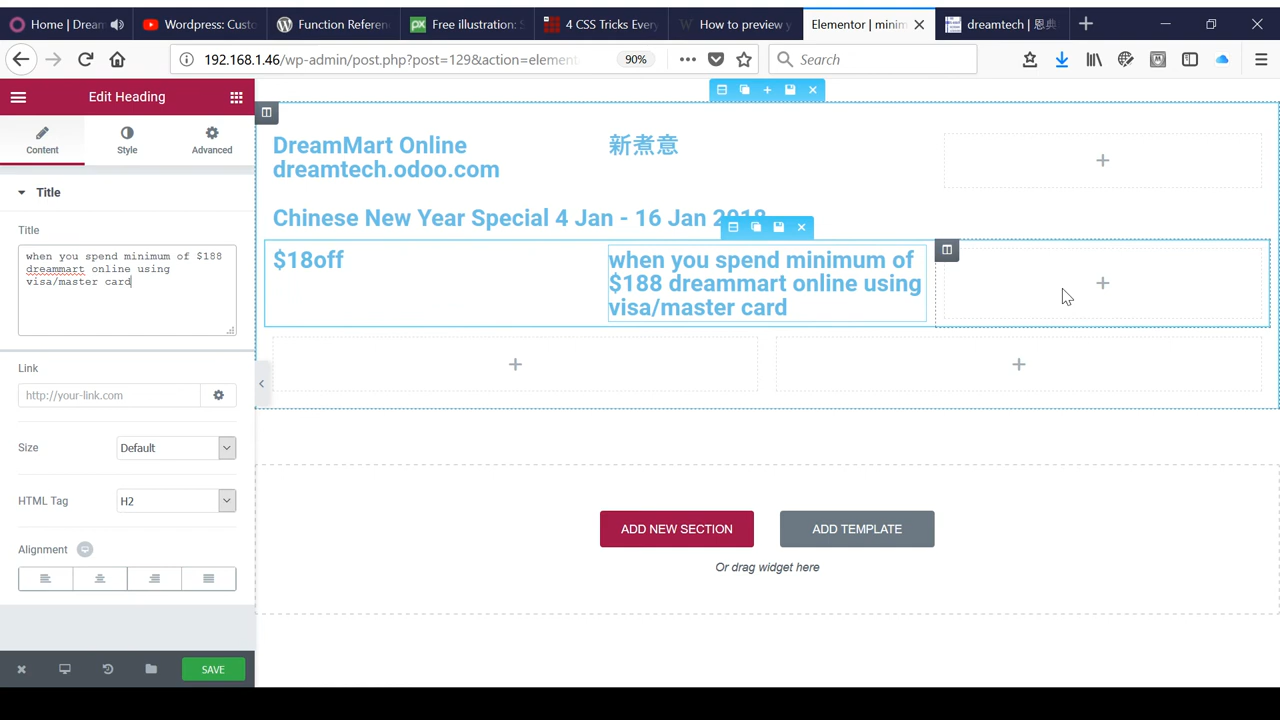 Home | Dream
Wordpress: Custo
Function Referen
Free illustration: S
4 CSS Tricks Every
How to preview y
Elementor | minim
dreamtech | 恩典
192.168.1.46/wp-admin/post.php?post=129&action=element
90%
Search
Edit Heading
Content
Style
Advanced
Title
Title
when you spend minimum of $188
dreammart online using
visa/master card
Link
http://your-link.com
Size
Default
HTML Tag
H2
Alignment
SAVE
DreamMart Online
dreamtech.odoo.com
新煮意
Chinese New Year Special 4 Jan - 16 Jan 2018
$18off
when you spend minimum of
$188 dreammart online using
visa/master card
ADD NEW SECTION
ADD TEMPLATE
Or drag widget here